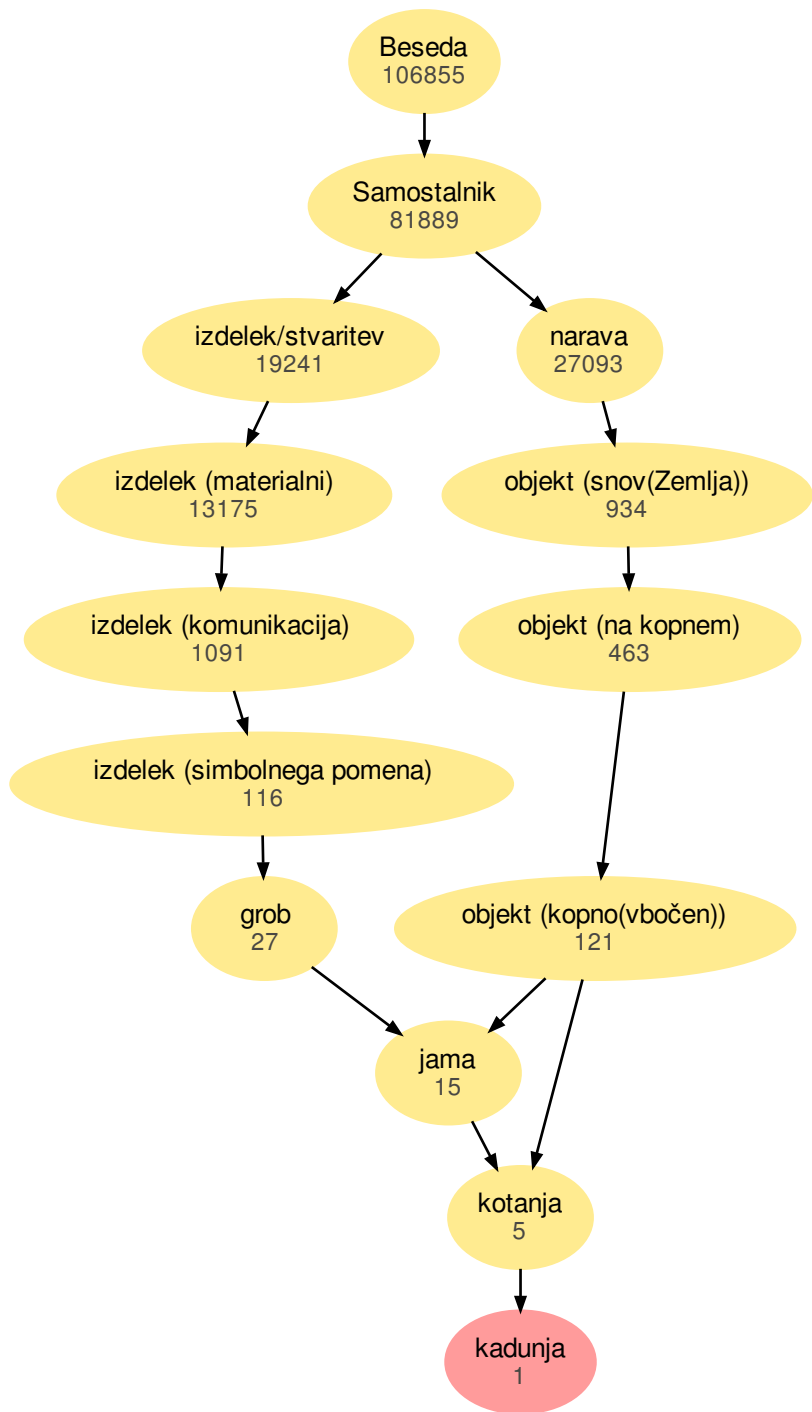 Beseda
106855
Samostalnik
81889
izdelek/stvaritev
19241
narava
27093
izdelek (materialni)
13175
objekt (snov(Zemlja))
934
izdelek (komunikacija)
1091
objekt (na kopnem)
463
izdelek (simbolnega pomena)
116
grob
27
objekt (kopno(vbočen))
121
jama
15
kotanja
5
kadunja
1